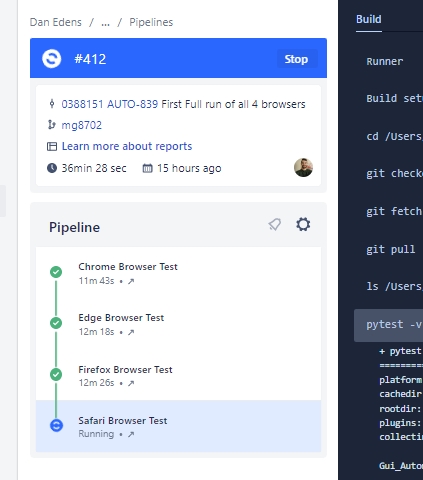 Dan Edens / ... / Pipelines
#412
Stop
0388151 AUTO-839 First Full run of all 4 browsers
mg8702
Learn more about reports
36min 28 sec 15 hours ago
Pipeline
Chrome Browser Test
11m 43s • ↗
Edge Browser Test
12m 18s • ↗
Firefox Browser Test
12m 26s • ↗
Safari Browser Test
Running • ↗
Build
Runner
Build setu
cd /Users,
git check
git fetch
git pull
ls /Users,
pytest -v
+ pytest
========
platform
cachedir
rootdir:
plugins:
collectin
Gui_Auto